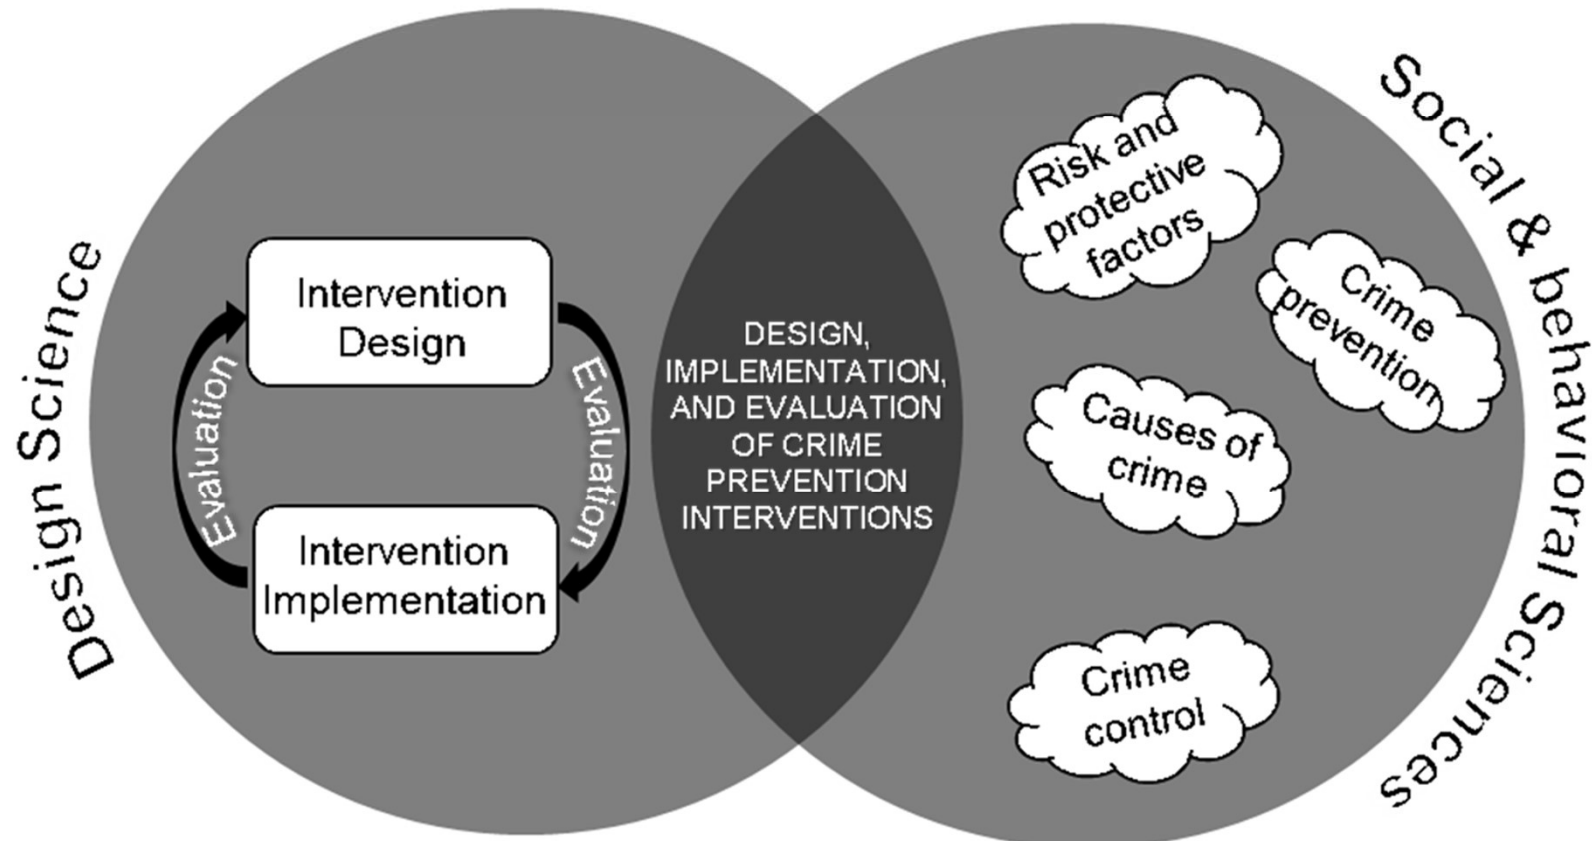 Design Science
Intervention
Design
Evaluation
Evaluation
Intervention
Implementation
DESIGN,
IMPLEMENTATION,
AND EVALUATION
OF CRIME
PREVENTION
INTERVENTIONS
Risk and
protective
factors
Crime
prevention
Causes of
crime
Crime
control
Social & behavioral Sciences